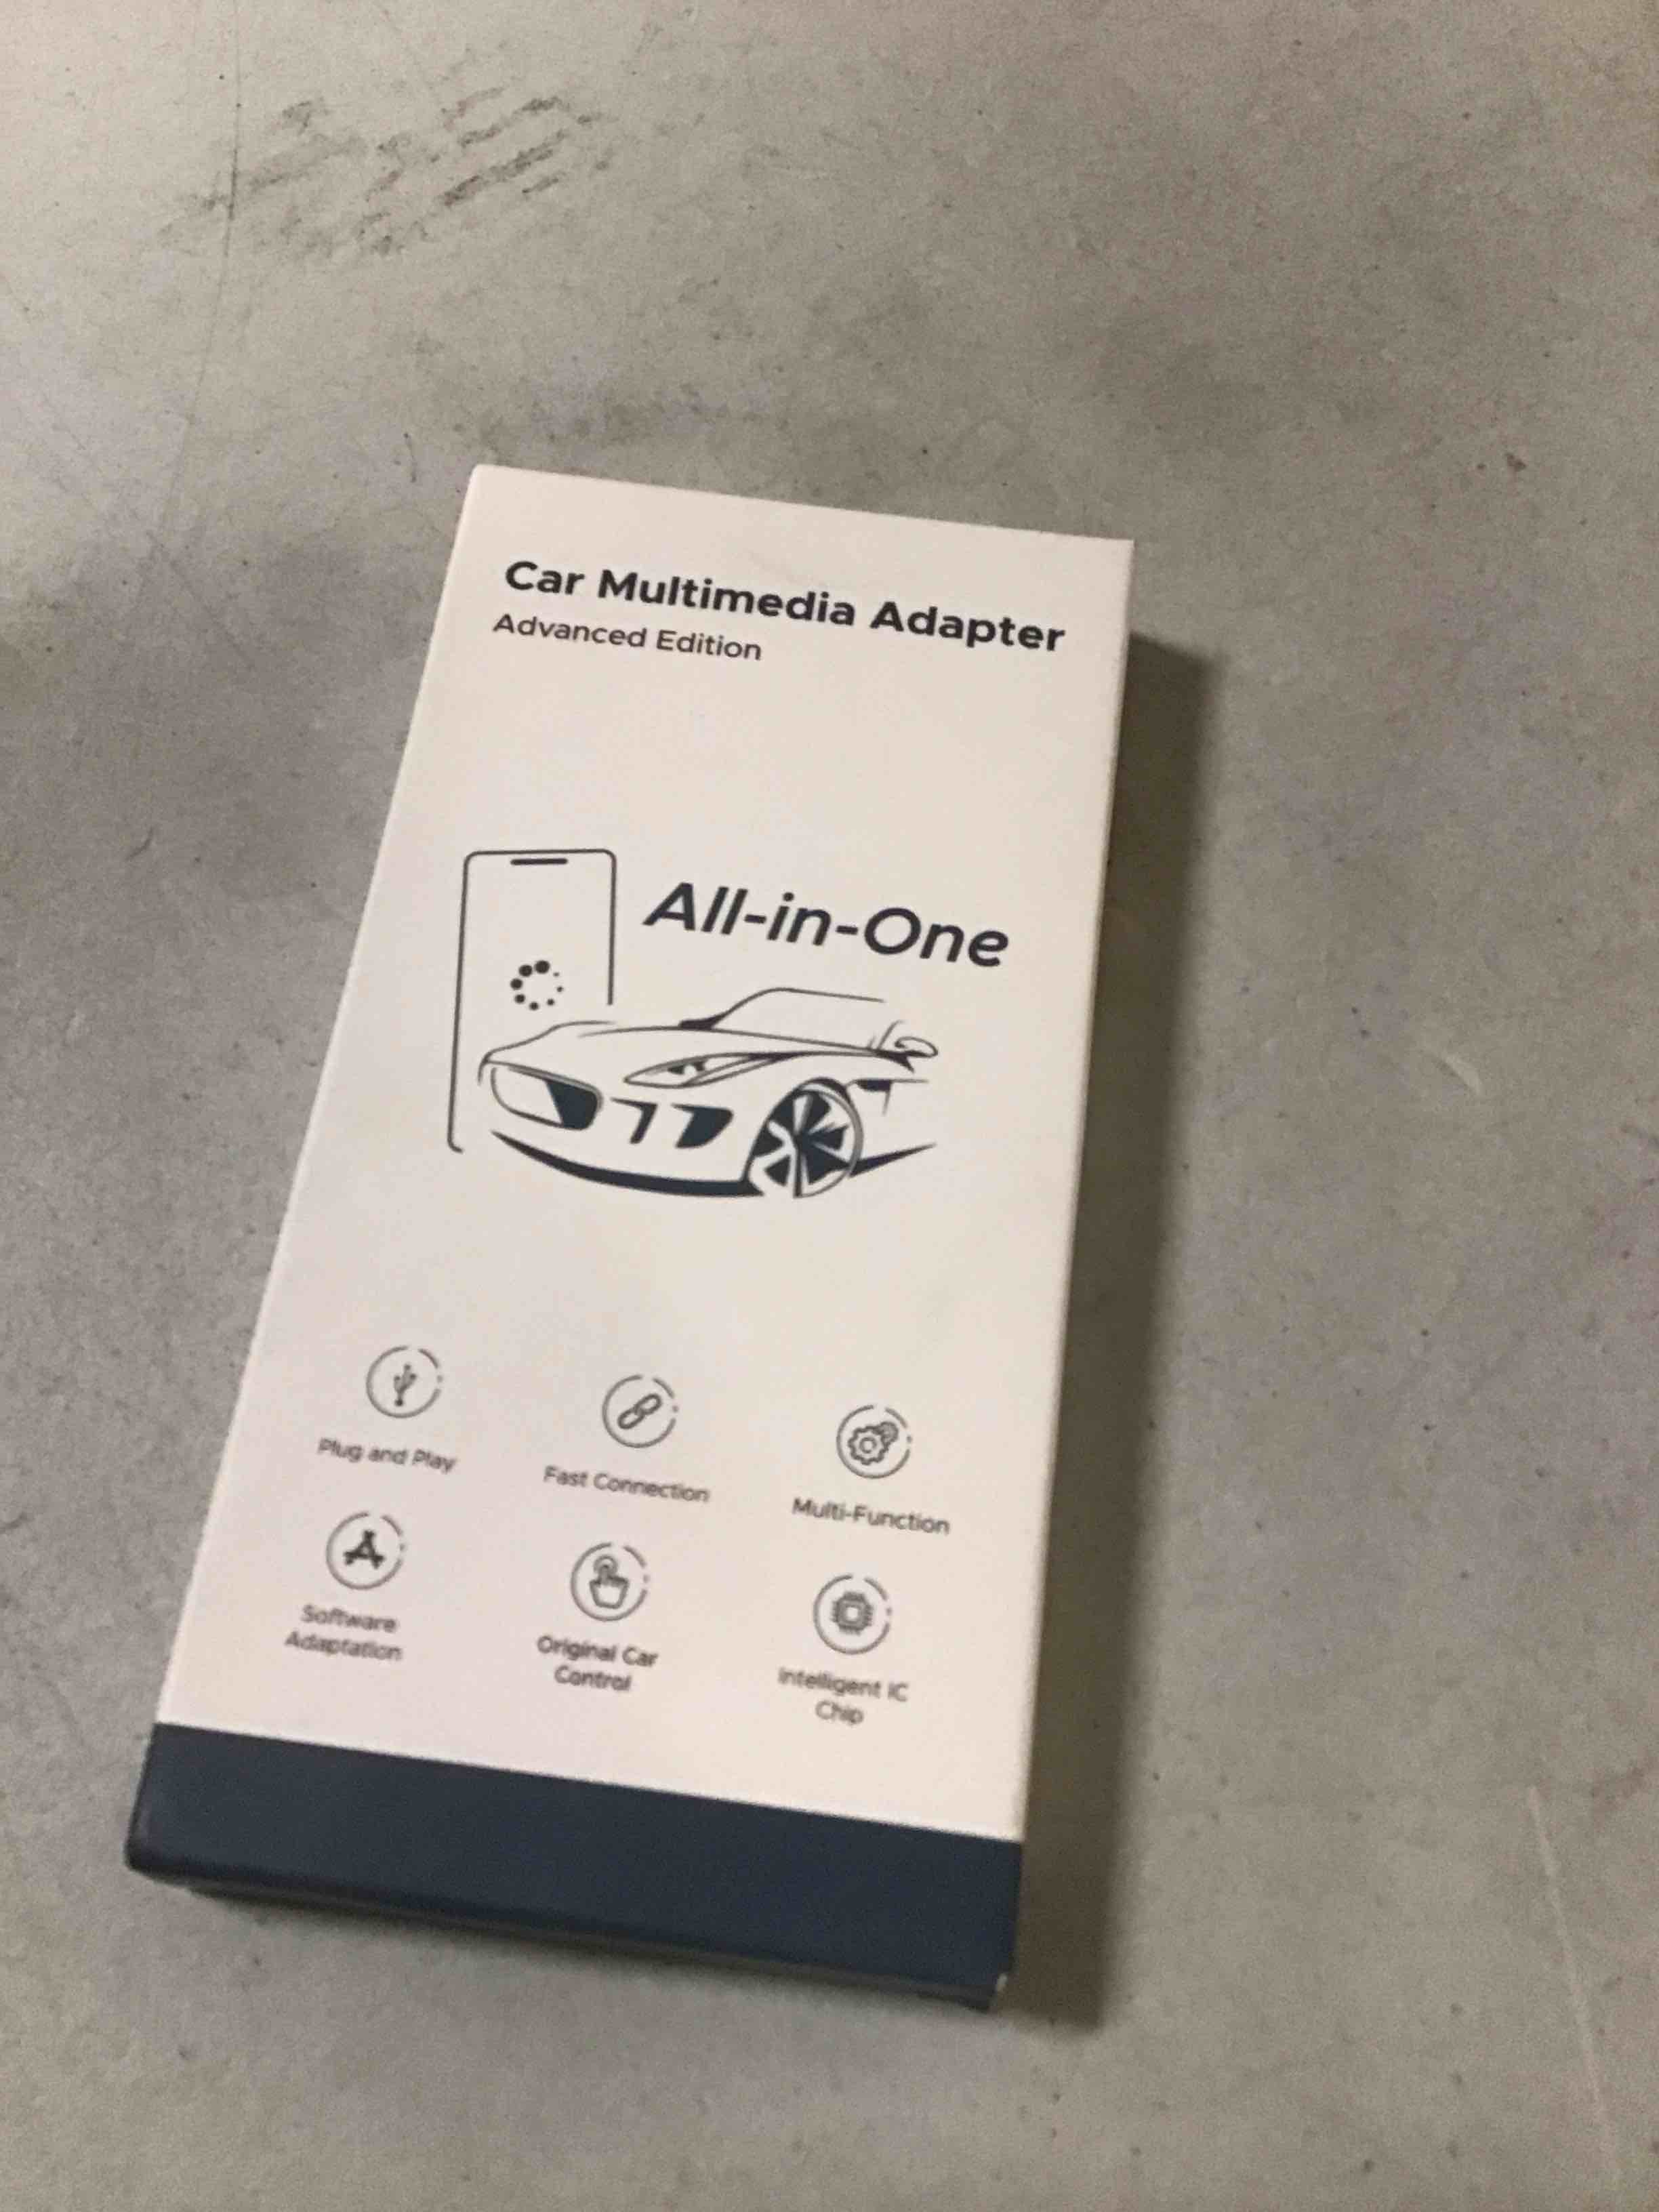 Car Multimedia Adapter
Advanced Edition
All-in-One
Plug and Play
Fast Connection
Multi-Function
Software
Adaptation
Original Car
Control
Intelligent IC
Chip